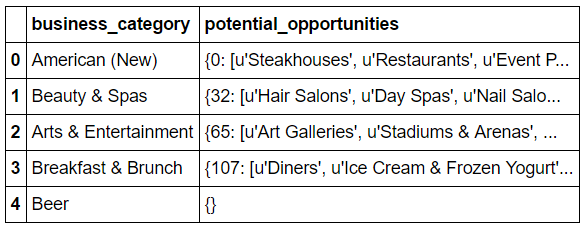 business_category potential_opportunities
0 American (New) {0: [u'Steakhouses', u'Restaurants', u'Event P...
1 Beauty & Spas {32: [u'Hair Salons', u'Day Spas', u'Nail Salo...
2 Arts & Entertainment {65: [u'Art Galleries', u'Stadiums & Arenas', ...
3 Breakfast & Brunch {107: [u'Diners', u'Ice Cream & Frozen Yogurt'...
4 Beer {}